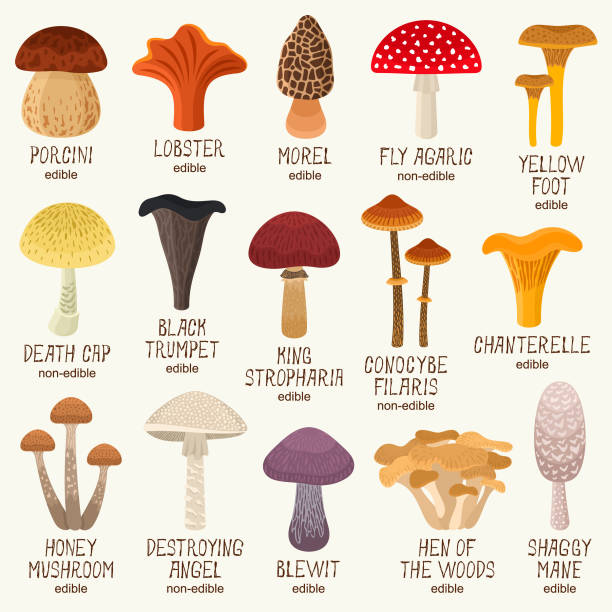 PORCINI
edible
LOBSTER
edible
MOREL
edible
FLY AGARIC
non-edible
YELLOW
FOOT
edible
DEATH CAP
non-edible
BLACK
TRUMPET
edible
KING
STROPHARIA
edible
CONOCYBE
FILARIS
non-edible
CHANTERELLE
edible
HONEY
MUSHROOM
edible
DESTROYING
ANGEL
non-edible
BLEWIT
edible
HEN OF
THE WOODS
edible
SHAGGY
MANE
edible